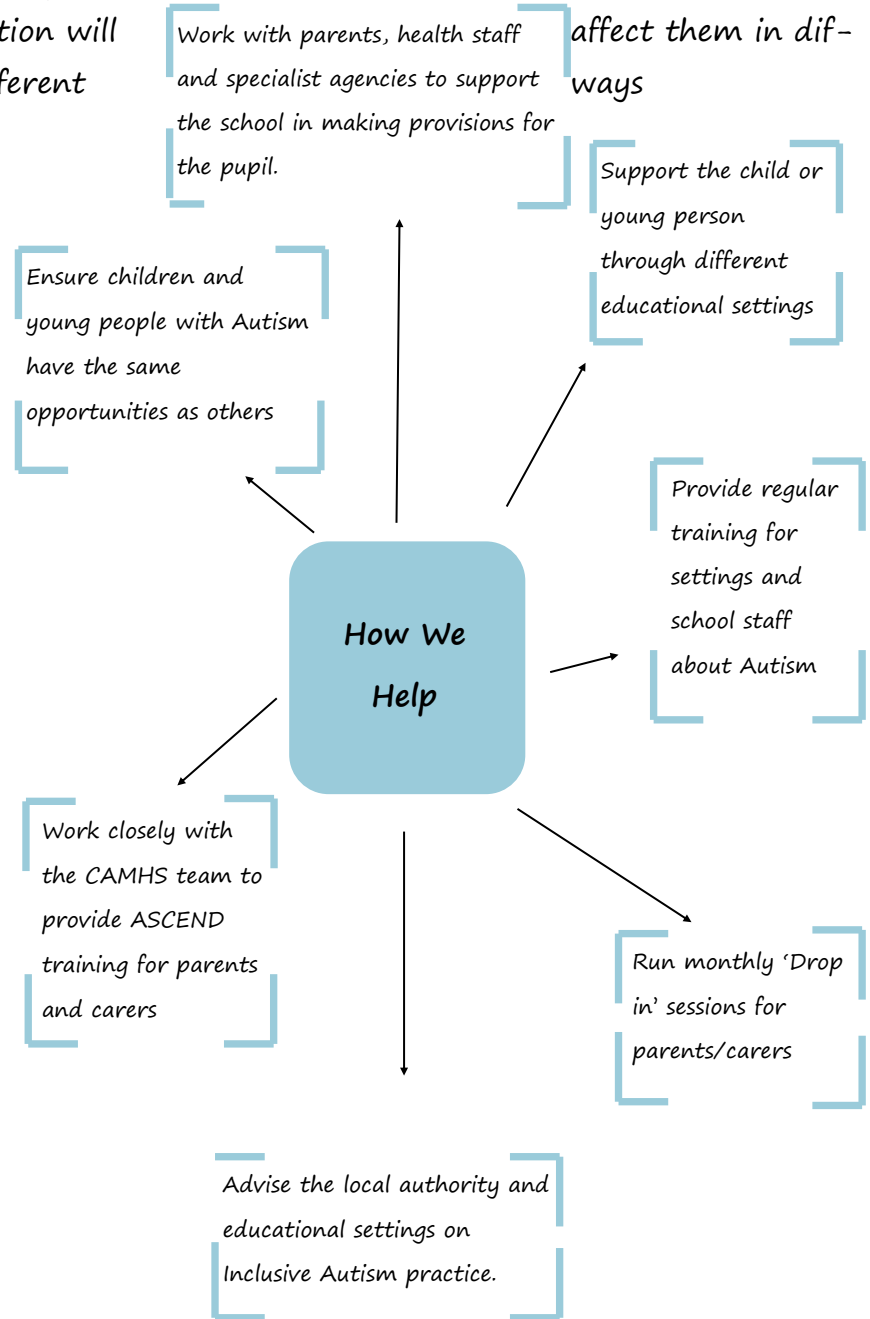 tion will
affect them in dif-
ferent
ways
Work with parents, health staff
and specialist agencies to support
the school in making provisions for
the pupil.
Support the child or
young person
through different
educational settings
Ensure children and
young people with Autism
have the same
opportunities as others
Provide regular
training for
settings and
school staff
about Autism
How We
Help
Work closely with
the CAMHS team to
provide ASCEND
training for parents
and carers
Run monthly ‘Drop
in’ sessions for
parents/carers
Advise the local authority and
educational settings on
Inclusive Autism practice.